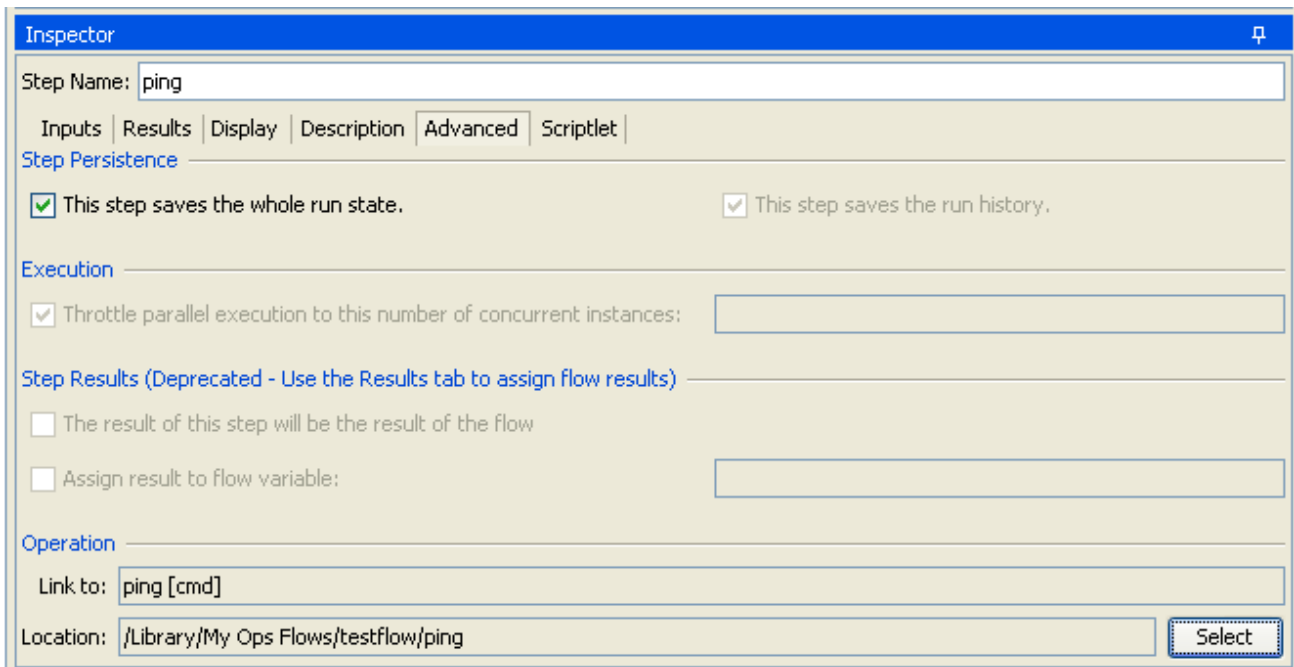 Inspector
Step Name: ping
Inputs Results Display Description Advanced Scriptlet
Step Persistence
This step saves the whole run state. This step saves the run history.
Execution
Throttle parallel execution to this number of concurrent instances:
Step Results (Deprecated - Use the Results tab to assign flow results)
The result of this step will be the result of the flow
Assign result to flow variable:
Operation
Link to: ping [cmd]
Location: /Library/My Ops Flows/testflow/ping Select